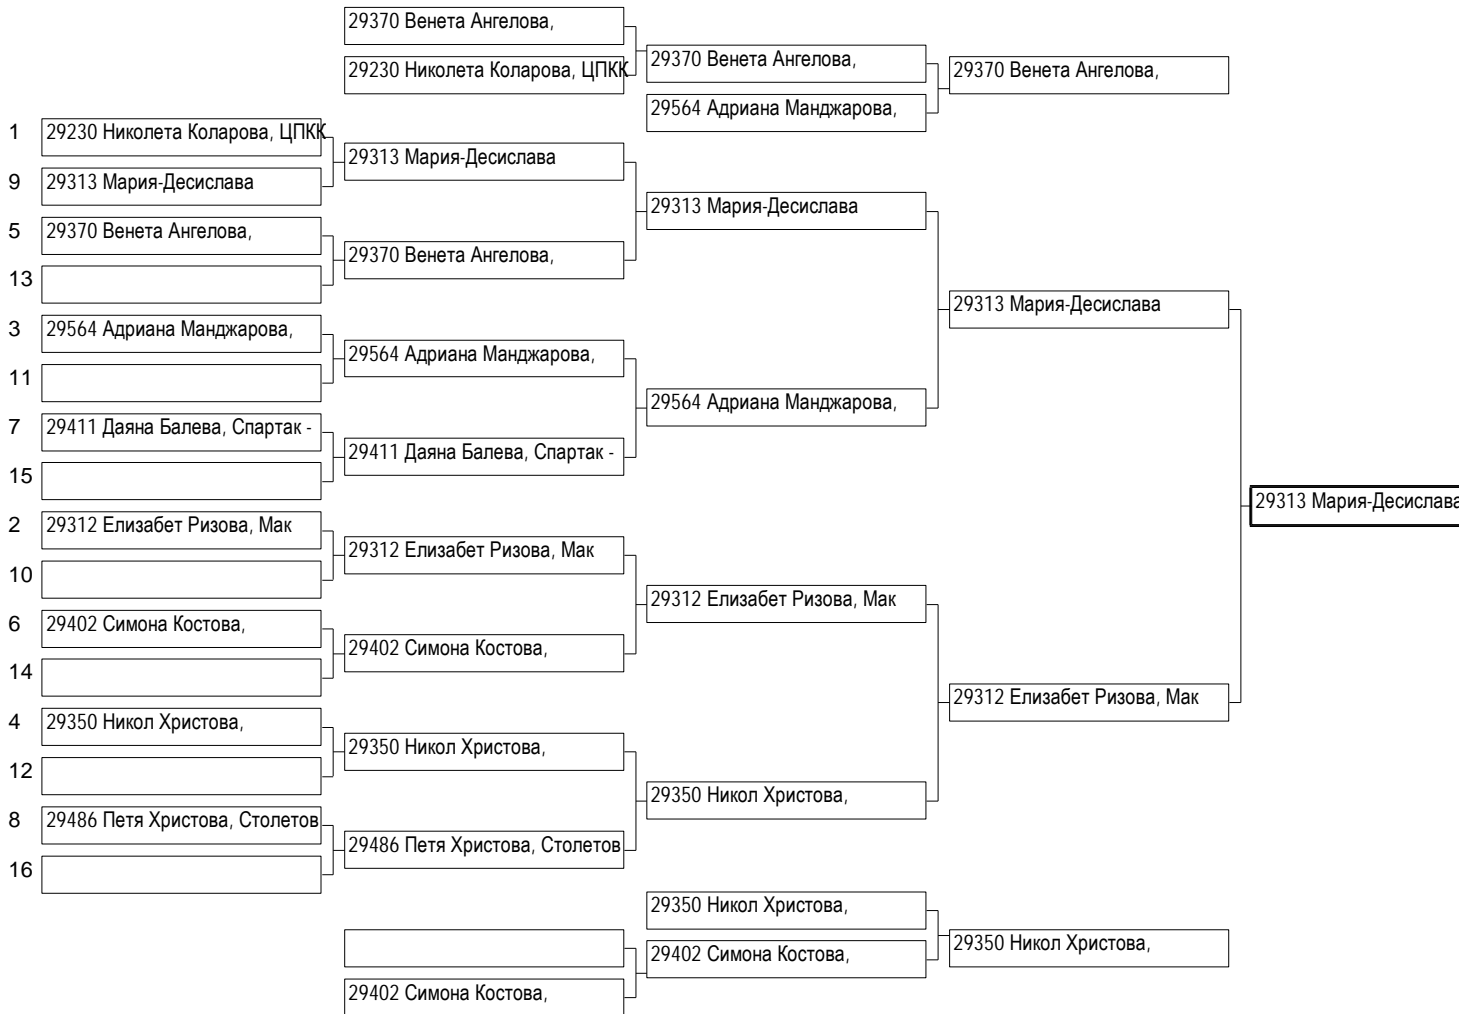 29370 Венета Ангелова,
29230 Николета Коларова, ЦПКК
29370 Венета Ангелова,
29564 Адриана Манджарова,
29370 Венета Ангелова,
1 29230 Николета Коларова, ЦПКК
9 29313 Мария-Десислава
5 29370 Венета Ангелова,
13
3 29564 Адриана Манджарова,
11
7 29411 Даяна Балева, Спартак -
15
2 29312 Елизабет Ризова, Мак
10
6 29402 Симона Костова,
14
4 29350 Никол Христова,
12
8 29486 Петя Христова, Столетов
16
29313 Мария-Десислава
29370 Венета Ангелова,
29564 Адриана Манджарова,
29411 Даяна Балева, Спартак -
29312 Елизабет Ризова, Мак
29402 Симона Костова,
29350 Никол Христова,
29486 Петя Христова, Столетов
29313 Мария-Десислава
29564 Адриана Манджарова,
29312 Елизабет Ризова, Мак
29350 Никол Христова,
29313 Мария-Десислава
29312 Елизабет Ризова, Мак
29313 Мария-Десислава
29402 Симона Костова,
29350 Никол Христова,
29402 Симона Костова,
29350 Никол Христова,